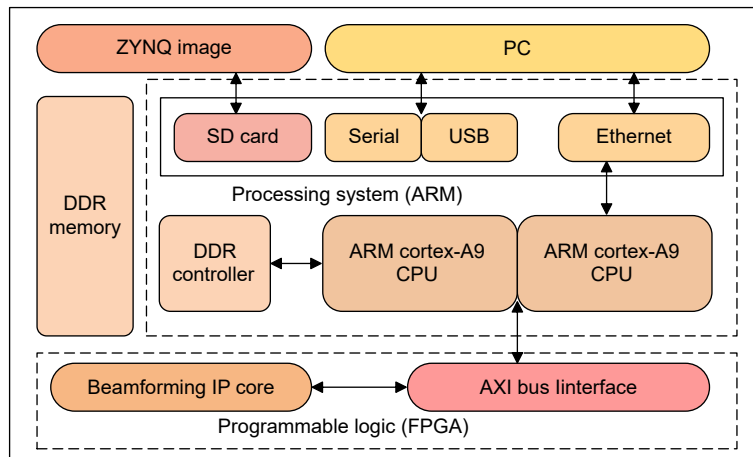 ZYNQ image
PC
SD card
Serial
USB
Ethernet
DDR
memory
Processing system (ARM)
DDR
controller
ARM cortex-A9
CPU
ARM cortex-A9
CPU
Beamforming IP core
AXI bus Iinterface
Programmable logic (FPGA)